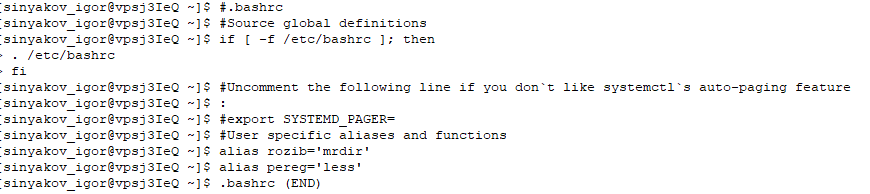 [sinyakov_igor@vpsj3IeQ ~]$ #.bashrc
[sinyakov_igor@vpsj3IeQ ~]$ #Source global definitions
[sinyakov_igor@vpsj3IeQ ~]$ if [ -f /etc/bashrc ]; then
> . /etc/bashrc
> fi
[sinyakov_igor@vpsj3IeQ ~]$ #Uncomment the following line if you don`t like systemctl`s auto-paging feature
[sinyakov_igor@vpsj3IeQ ~]$ :
[sinyakov_igor@vpsj3IeQ ~]$ #export SYSTEMD_PAGER=
[sinyakov_igor@vpsj3IeQ ~]$ #User specific aliases and functions
[sinyakov_igor@vpsj3IeQ ~]$ alias rozib='mrdir'
[sinyakov_igor@vpsj3IeQ ~]$ alias pereg='less'
[sinyakov_igor@vpsj3IeQ ~]$ .bashrc (END)